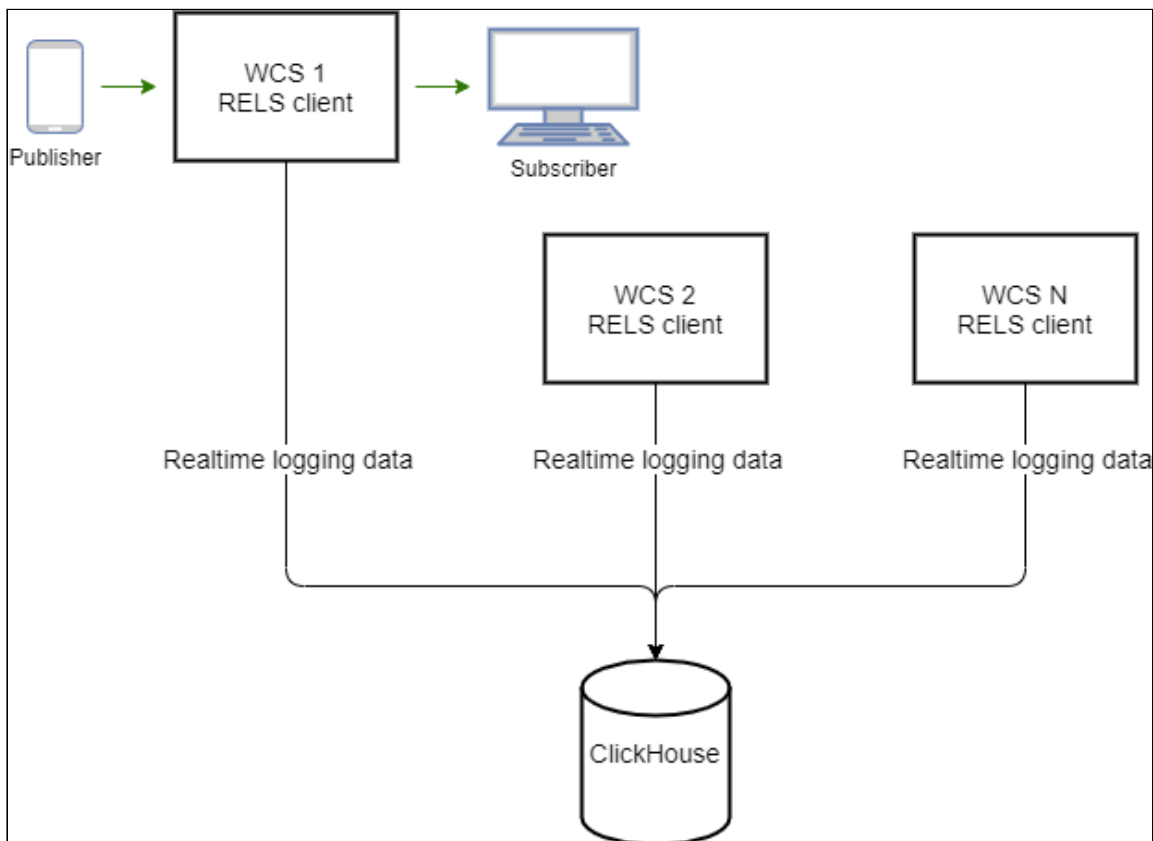 WCS 1
RELS client
Publisher
Subscriber
WCS 2
RELS client
WCS N
RELS client
Realtime logging data
Realtime logging data
Realtime logging data
ClickHouse